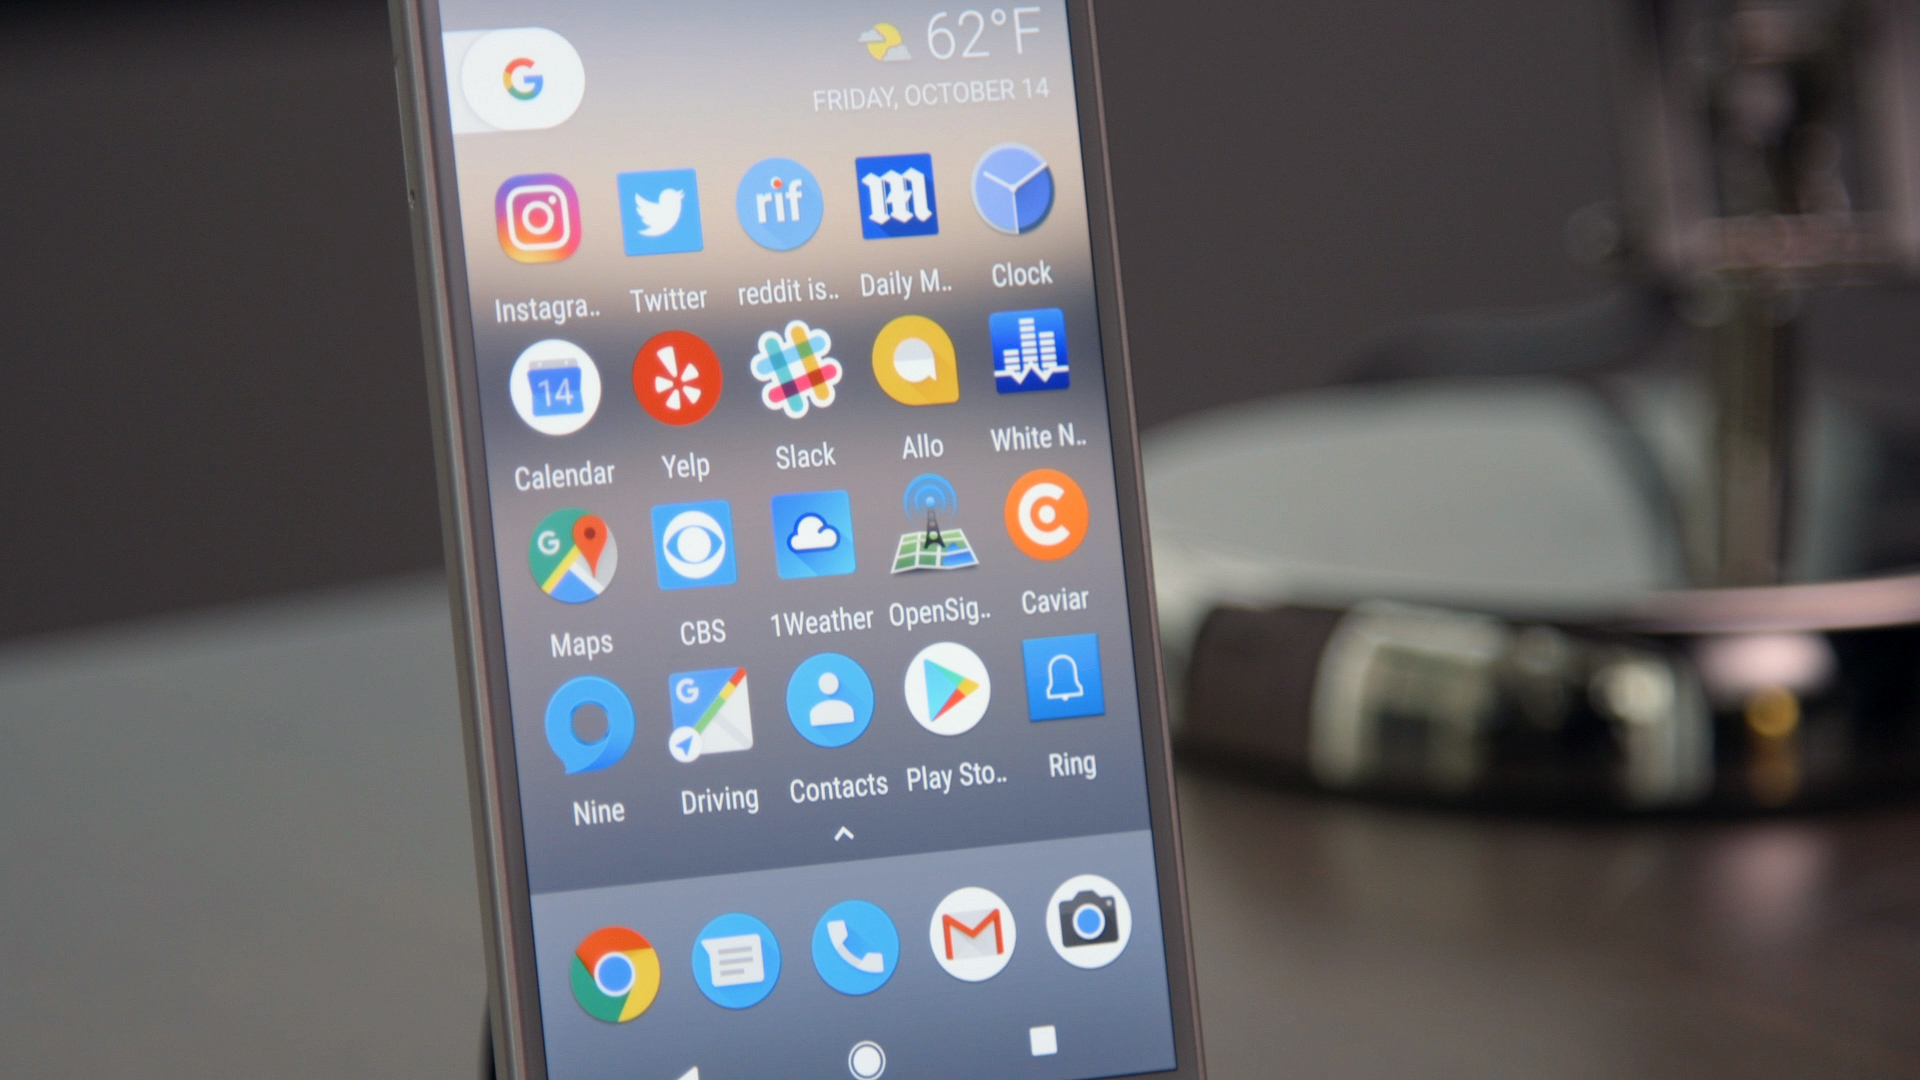 G
62°F
FRIDAY, OCTOBER 14
rif
m
Instagra..
Twitter
reddit is..
Daily M..
Clock
14
Calendar
Yelp
Slack
Allo
White N..
G
Maps
CBS
1Weather
OpenSig..
Caviar
G
Nine
Driving
Contacts
Play Sto..
Ring